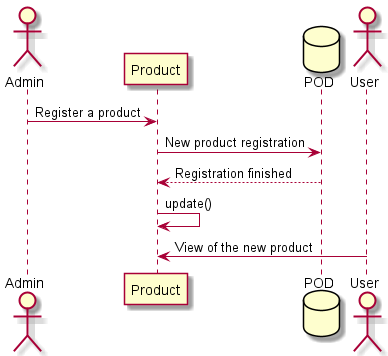 Admin
Product
POD
User
Register a product
New product registration
Registration finished
update()
View of the new product
Admin
Product
POD
User